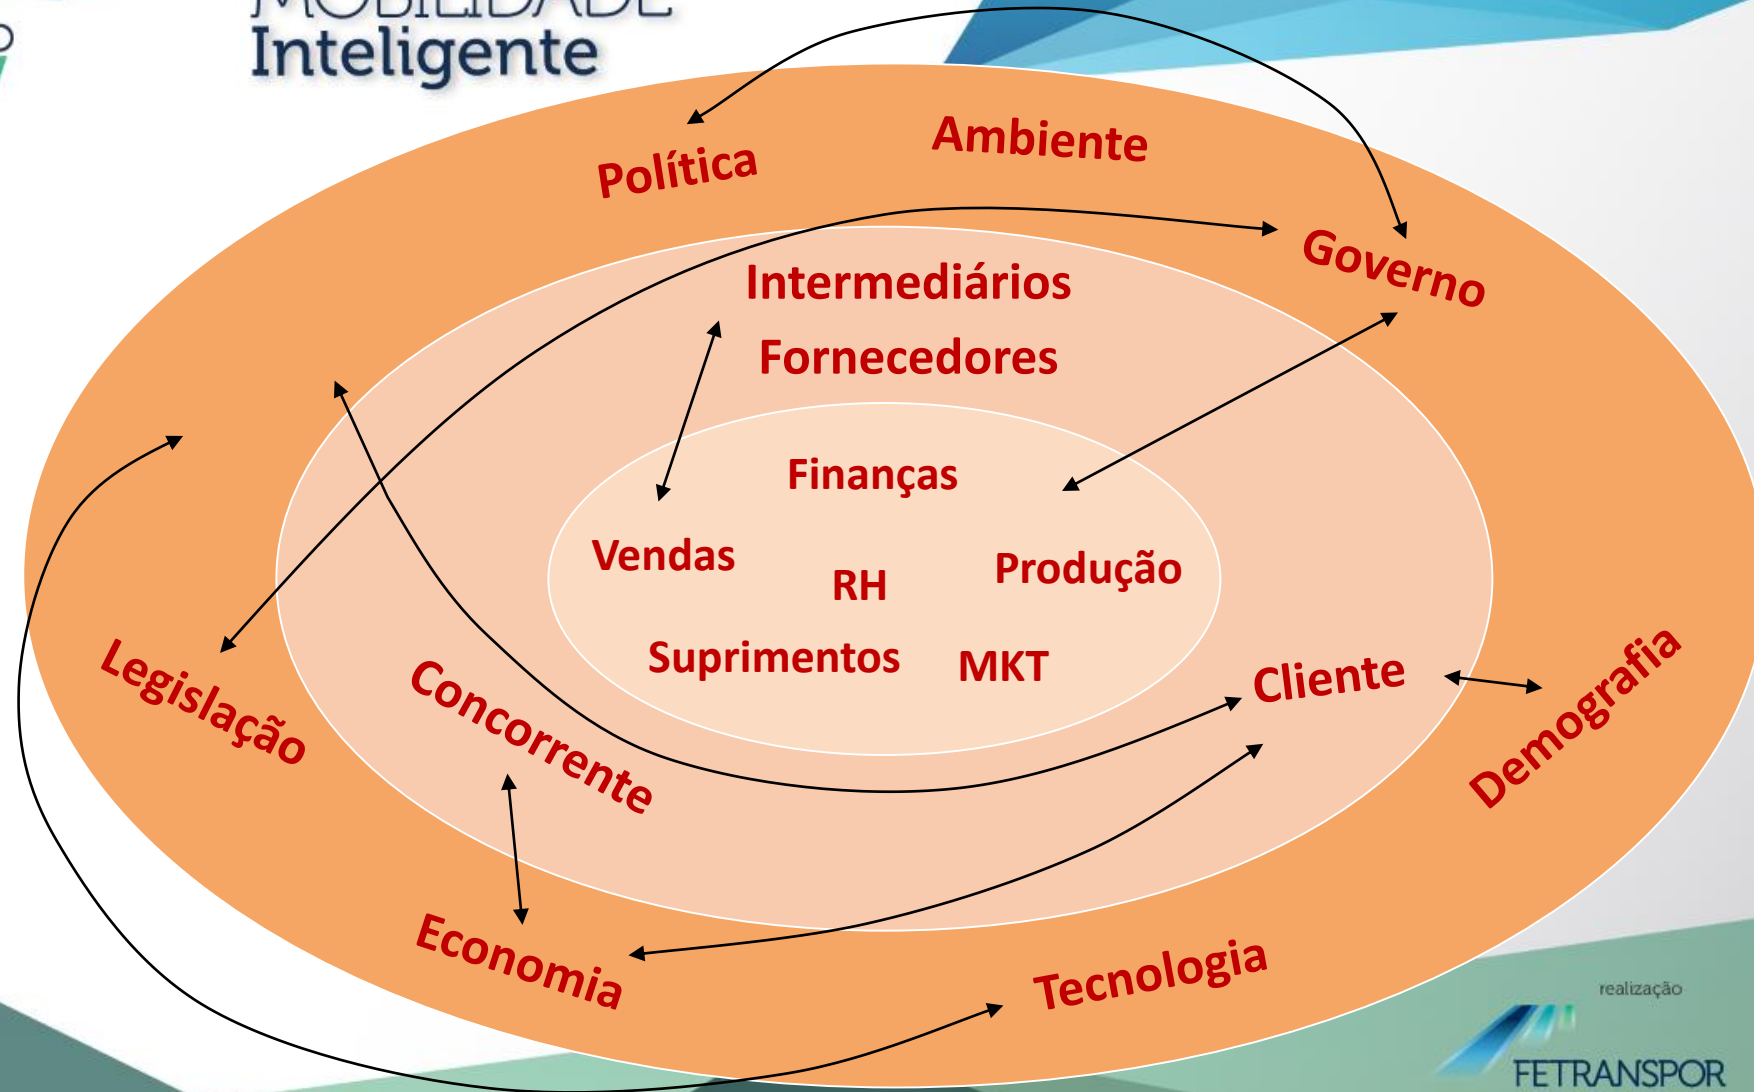 MOBILIDADE
Inteligente
Política
Ambiente
Governo
Intermediários
Fornecedores
Finanças
Vendas
RH
Produção
Suprimentos
MKT
Legislação
Concorrente
Cliente
Demografia
Economia
Tecnologia
realização
FETRANSPOR